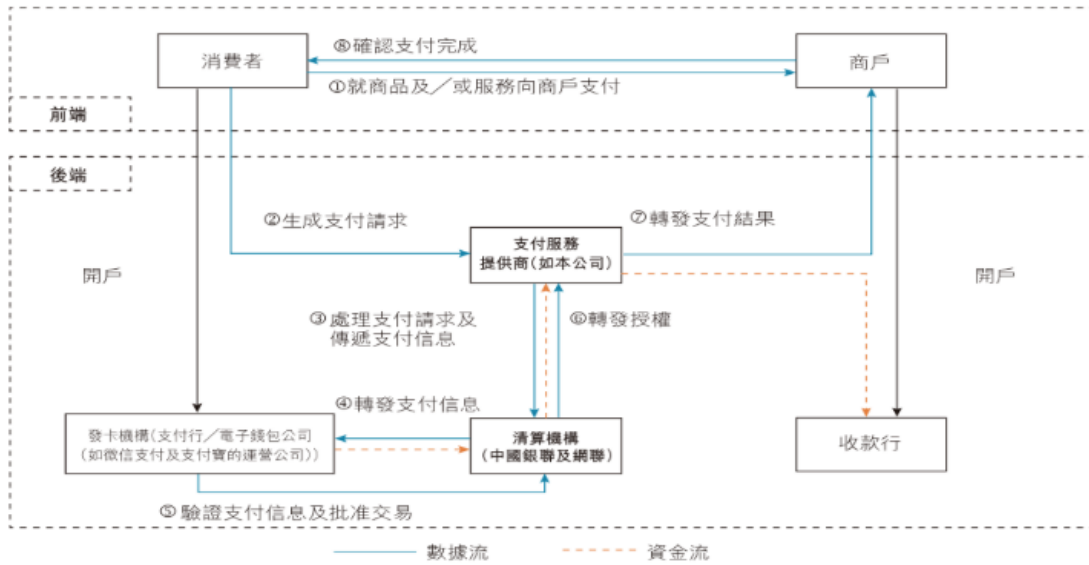 ⑧確認支付完成
消費者
商戶
①就商品及／或服務向商戶支付
前端
後端
②生成支付請求
⑦轉發支付結果
支付服務
提供商(如本公司)
開戶
開戶
③處理支付請求及
傳遞支付信息
⑥轉發授權
④轉發支付信息
發卡機構(支付行／電子錢包公司
(如微信支付及支付寶的運營公司))
清算機構
(中國銀聯及網聯)
收款行
⑤驗證支付信息及批准交易
數據流
資金流